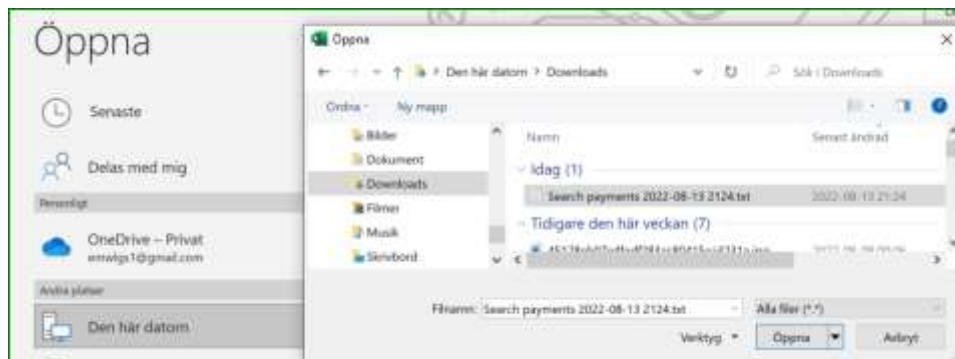 Öppna
Senaste
Delas med mig
Personligt
OneDrive – Privat
Andra platser
Den här datorn
Öppna
Den här datorn > Downloads
Sök i Downloads
Ordna
Ny mapp
Bilder
Dokument
Downloads
Filmer
Musik
Skrivbord
Namn
Senast ändrad
Idag (1)
Search payments 2022-08-13 2124.txt
2022-08-13 21:24
Tidigare den här veckan (7)
Filnamn: Search payments 2022-08-13 2124.txt
Alla filer (*.*)
Verktyg
Öppna
Avbryt